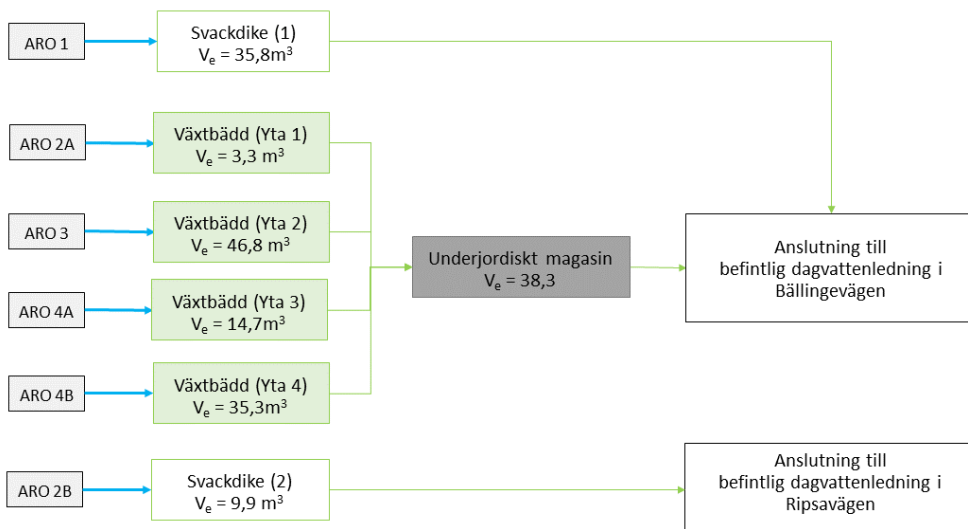 ARO 1
Svackdike (1)
Vₑ = 35,8m³
ARO 2A
Växtbädd (Yta 1)
Vₑ = 3,3 m³
ARO 3
Växtbädd (Yta 2)
Vₑ = 46,8 m³
Underjordiskt magasin
Vₑ = 38,3
Anslutning till
befintlig dagvattenledning i
Bällingevägen
ARO 4A
Växtbädd (Yta 3)
Vₑ = 14,7m³
ARO 4B
Växtbädd (Yta 4)
Vₑ = 35,3m³
ARO 2B
Svackdike (2)
Vₑ = 9,9 m³
Anslutning till
befintlig dagvattenledning i
Ripsavägen